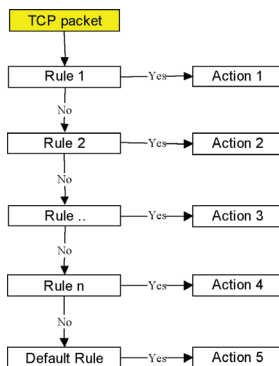 TCP packet
Rule 1 Yes Action 1
No
Rule 2 Yes Action 2
No
Rule .. Yes Action 3
No
Rule n Yes Action 4
No
Default Rule Yes Action 5